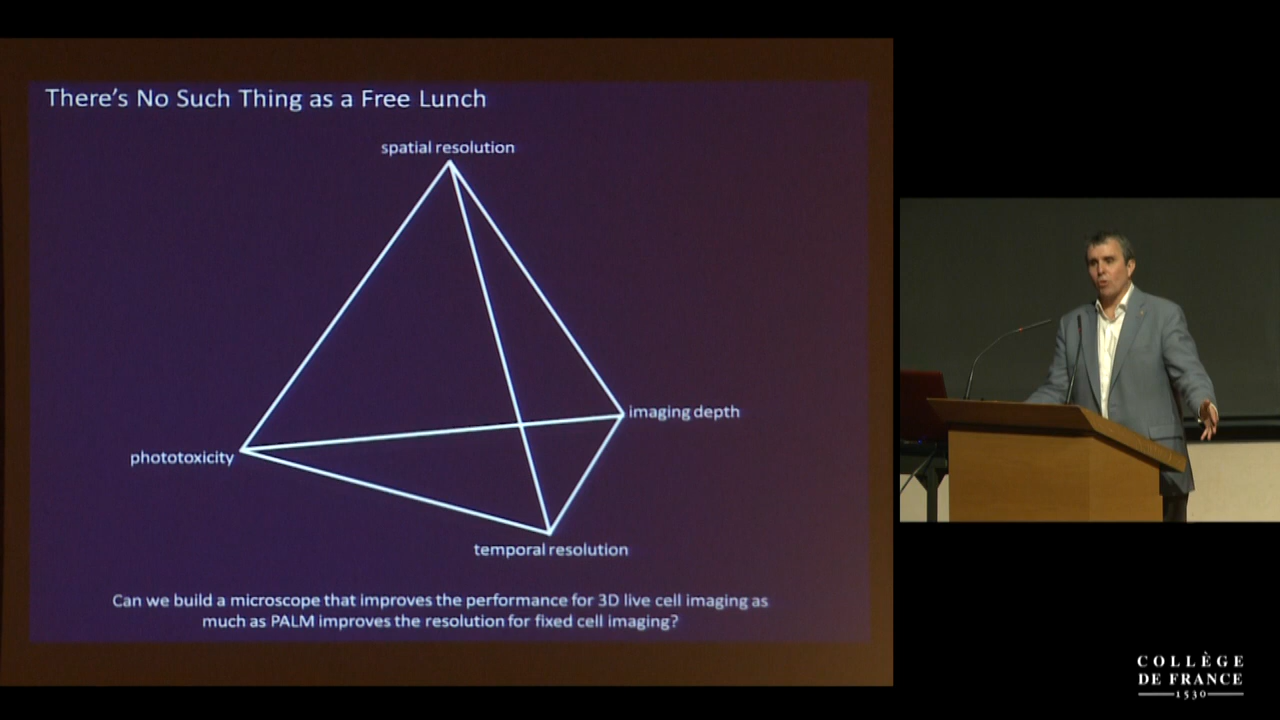 There's No Such Thing as a Free Lunch
spatial resolution
imaging depth
phototoxicity
temporal resolution
Can we build a microscope that improves the performance for 3D live cell imaging as
much as PALM improves the resolution for fixed cell imaging?
COLLÈGE
DE FRANCE
1530